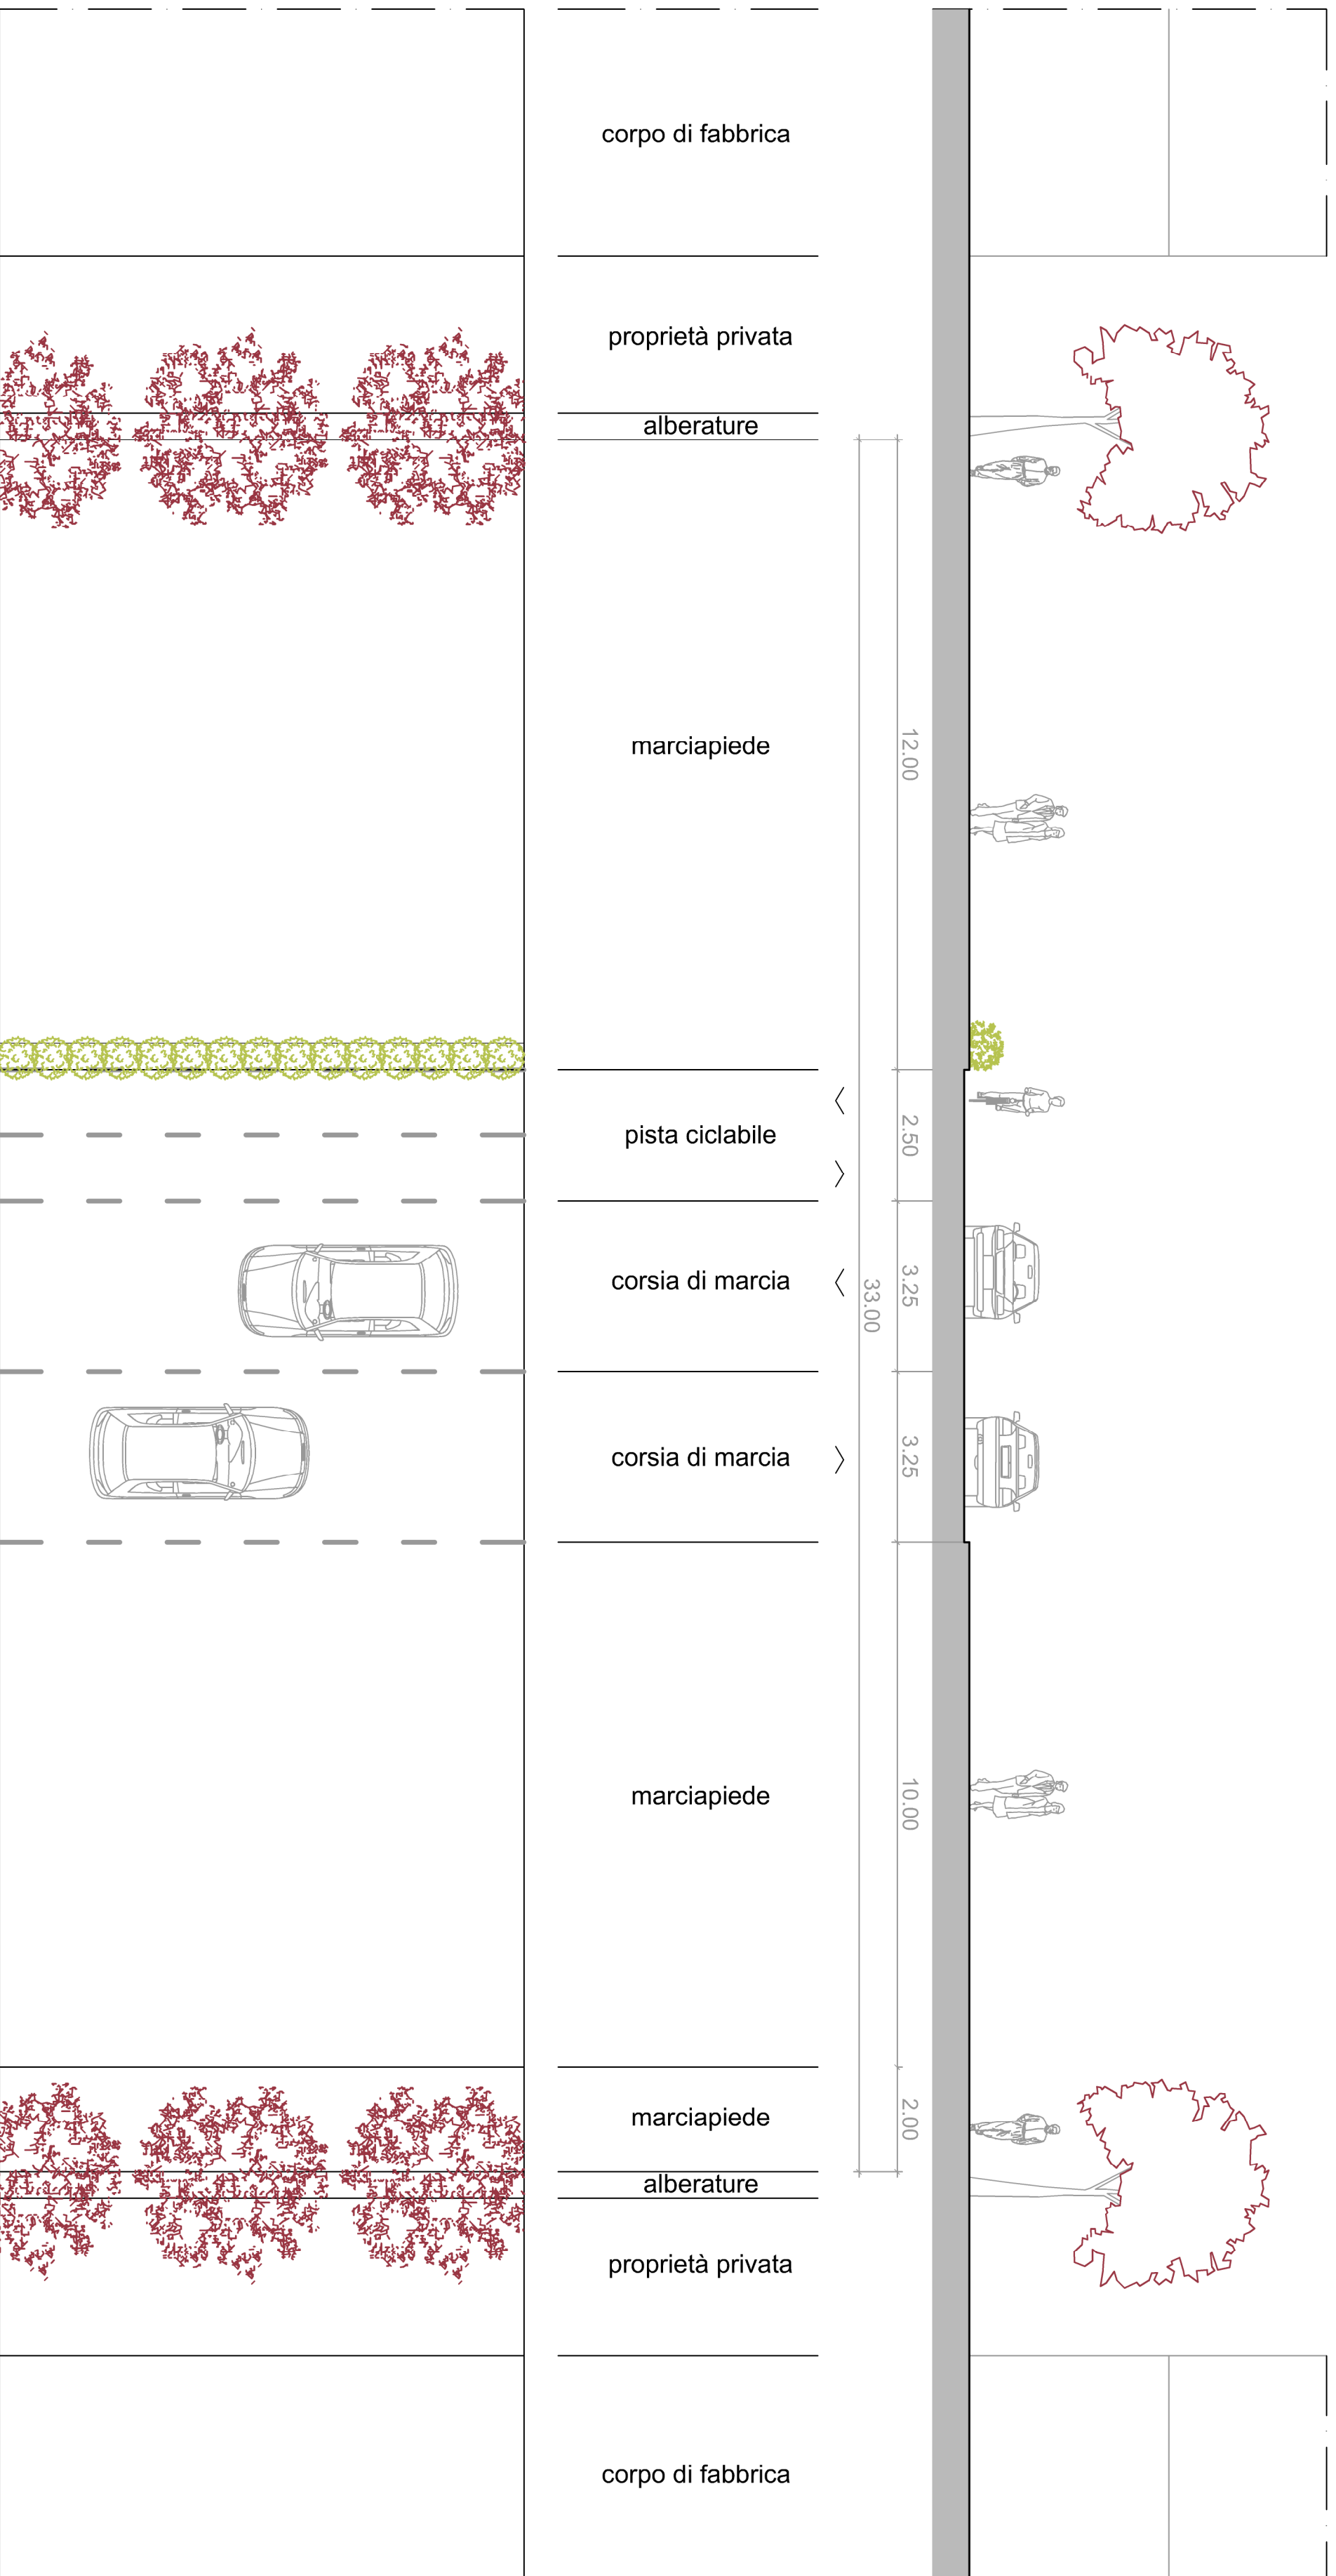 corpo di fabbrica
proprietà privata
alberature
marciapiede
12.00
pista ciclabile
2.50
corsia di marcia
3.25
33.00
corsia di marcia
3.25
marciapiede
10.00
marciapiede
2.00
alberature
proprietà privata
corpo di fabbrica